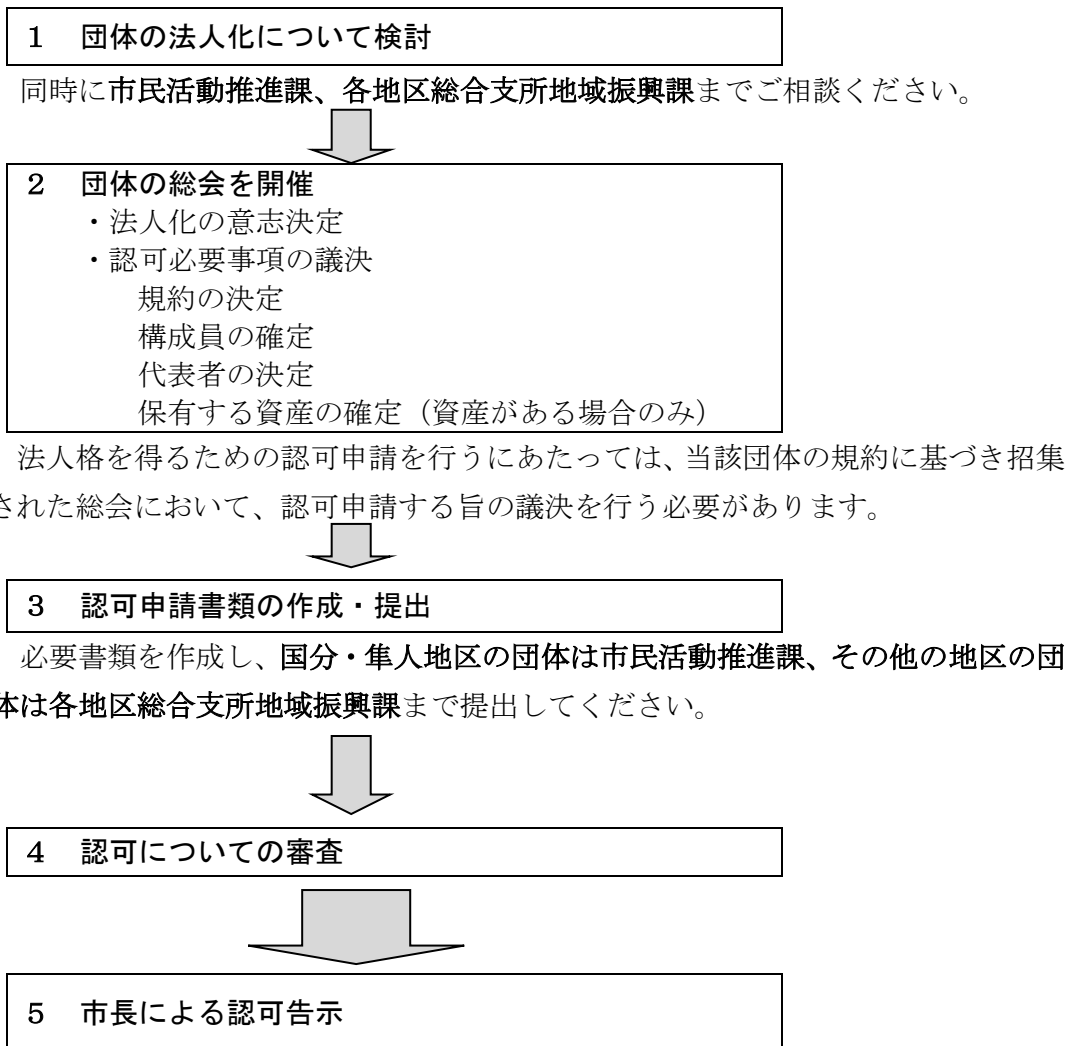 １　団体の法人化について検討
同時に市民活動推進課、各地区総合支所地域振興課までご相談ください。
２　団体の総会を開催
・法人化の意志決定
・認可必要事項の議決
規約の決定
構成員の確定
代表者の決定
保有する資産の確定（資産がある場合のみ）
法人格を得るための認可申請を行うにあたっては、当該団体の規約に基づき招集
された総会において、認可申請する旨の議決を行う必要があります。
３　認可申請書類の作成・提出
必要書類を作成し、国分・隼人地区の団体は市民活動推進課、その他の地区の団
体は各地区総合支所地域振興課まで提出してください。
４　認可についての審査
５　市長による認可告示